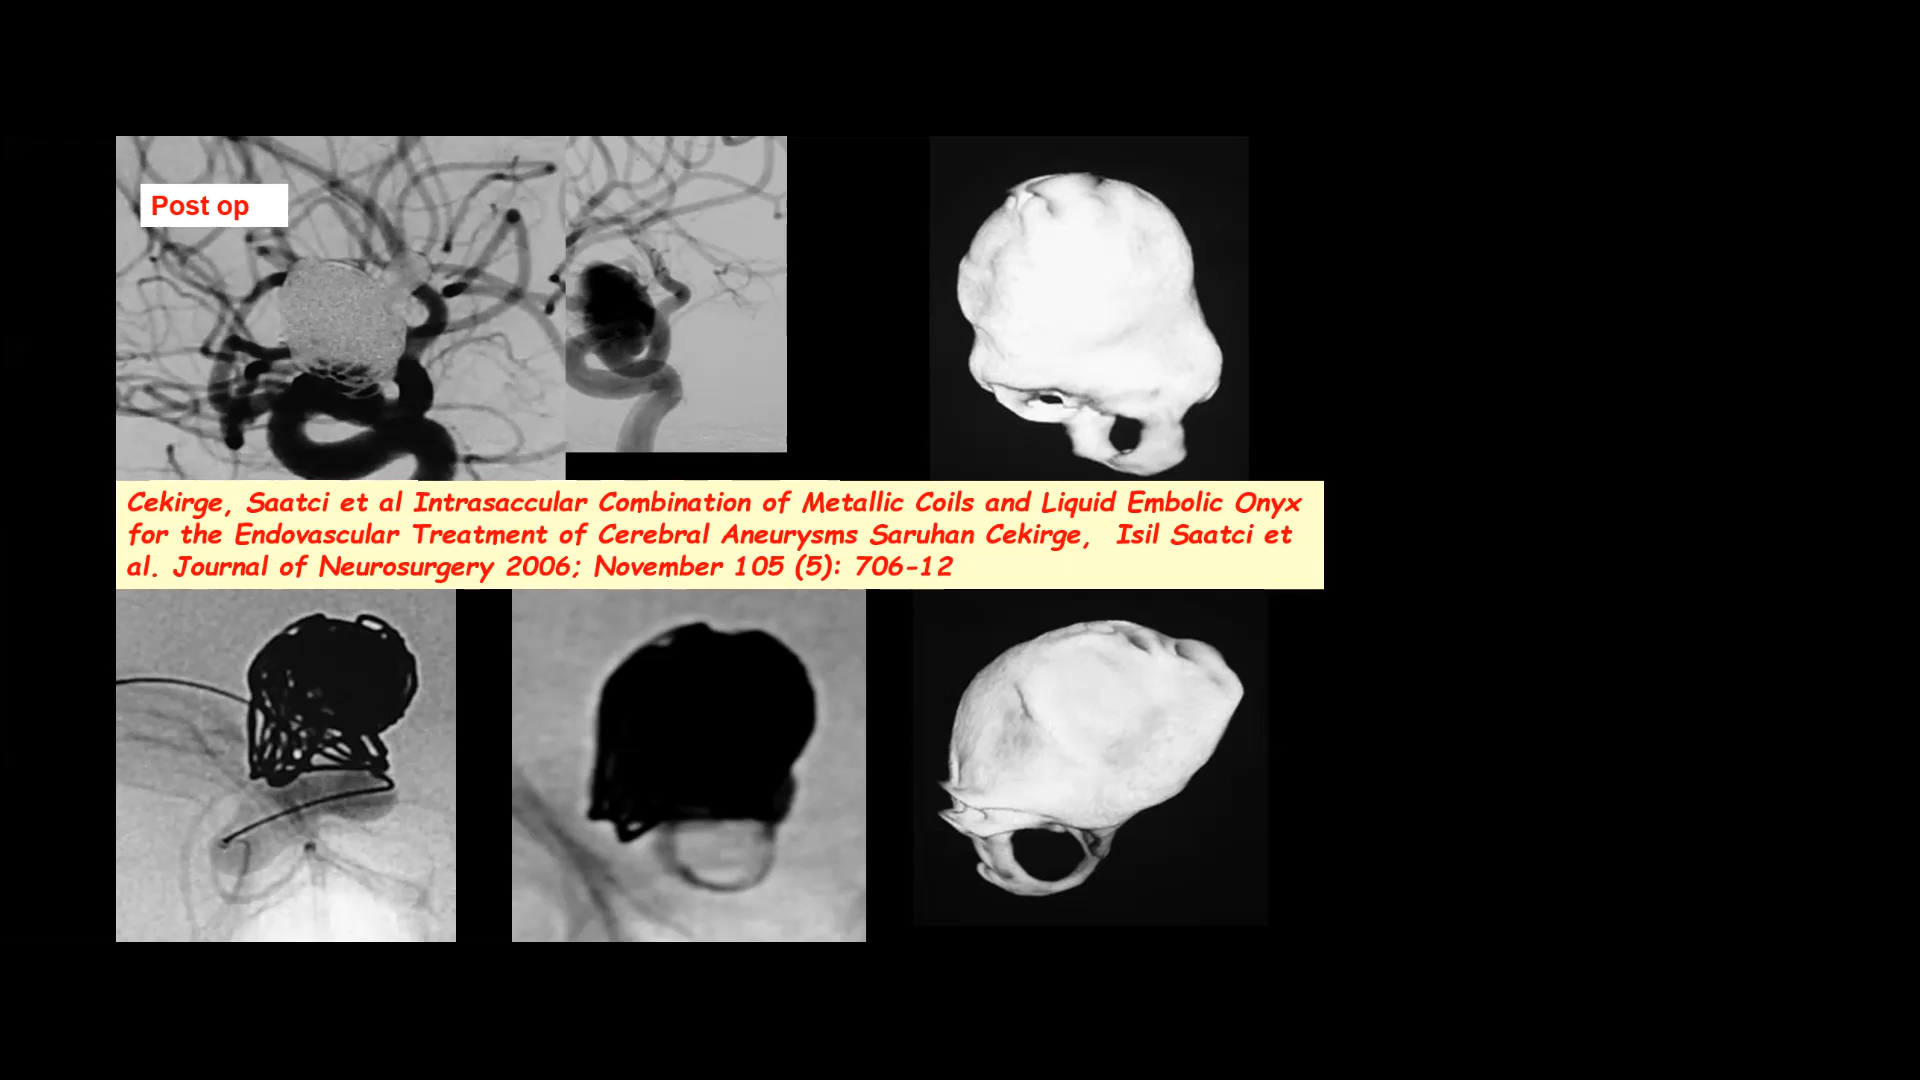 Post op
Cekirge, Saatci et al Intrasaccular Combination of Metallic Coils and Liquid Embolic Onyx
for the Endovascular Treatment of Cerebral Aneurysms Saruhan Cekirge, Isil Saatci et
al. Journal of Neurosurgery 2006; November 105 (5): 706-12